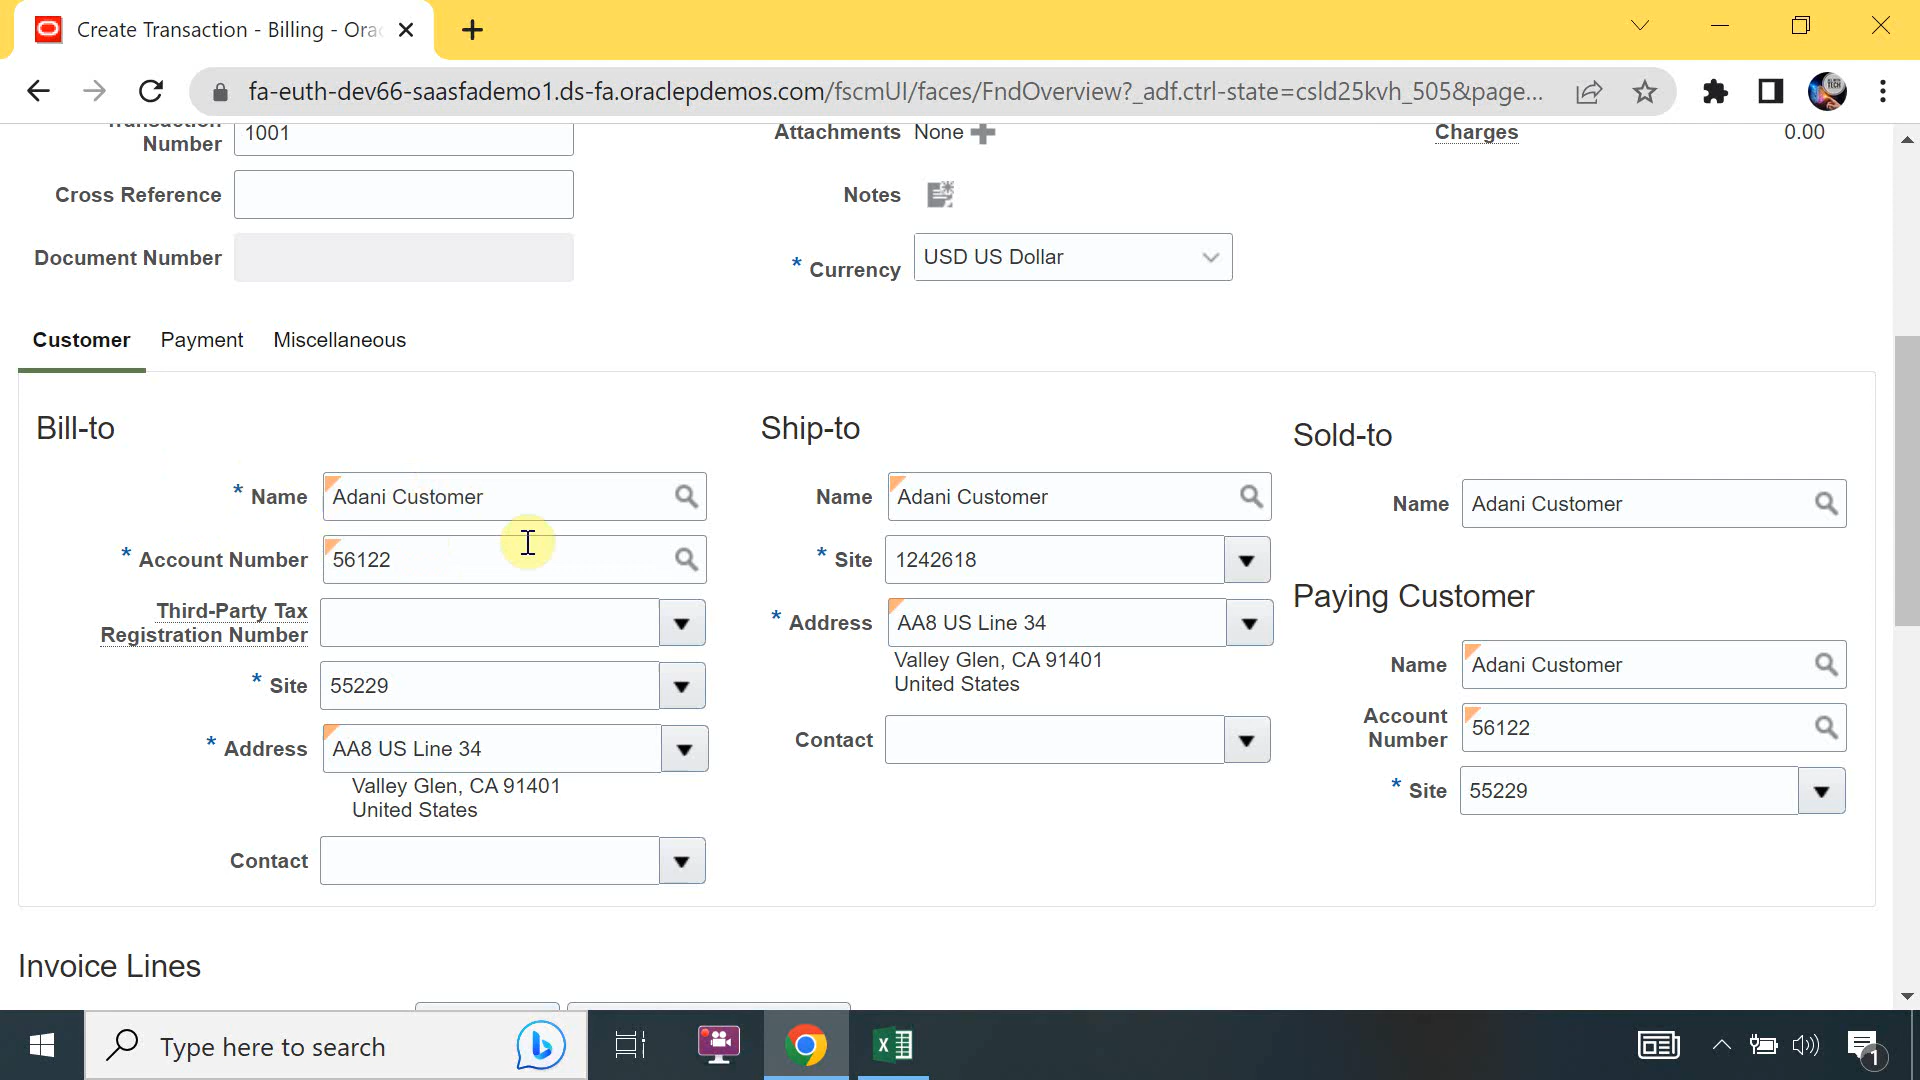 Create Transaction - Billing - Ora
fa-euth-dev66-saasfademo1.ds-fa.oraclepdemos.com/fscmUI/faces/FndOverview?_adf.ctrl-state=csld25kvh_505&page...
Transaction
Number 1001
Attachments None
Charges 0.00
Cross Reference
Notes
Document Number
* Currency USD US Dollar
Customer Payment Miscellaneous
Bill-to
* Name Adani Customer
* Account Number 56122
Third-Party Tax
Registration Number
* Site 55229
* Address AA8 US Line 34
Valley Glen, CA 91401
United States
Contact
Ship-to
Name Adani Customer
* Site 1242618
* Address AA8 US Line 34
Valley Glen, CA 91401
United States
Contact
Sold-to
Name Adani Customer
Paying Customer
Name Adani Customer
Account
Number 56122
* Site 55229
Invoice Lines
Type here to search
1